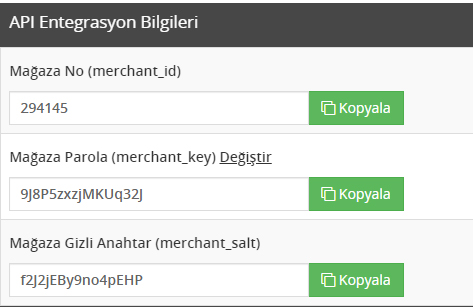 API Entegrasyon Bilgileri
Mağaza No (merchant_id)
294145 Kopyala
Mağaza Parola (merchant_key) Değiştir
9J8P5zxzjMKUq32J Kopyala
Mağaza Gizli Anahtar (merchant_salt)
f2J2jEBy9no4pEHP Kopyala